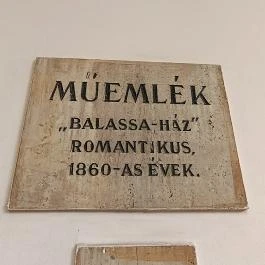 MŰEMLÉK
„BALASSA-HÁZ"
ROMANTIKUS,
1860-AS ÉVEK.